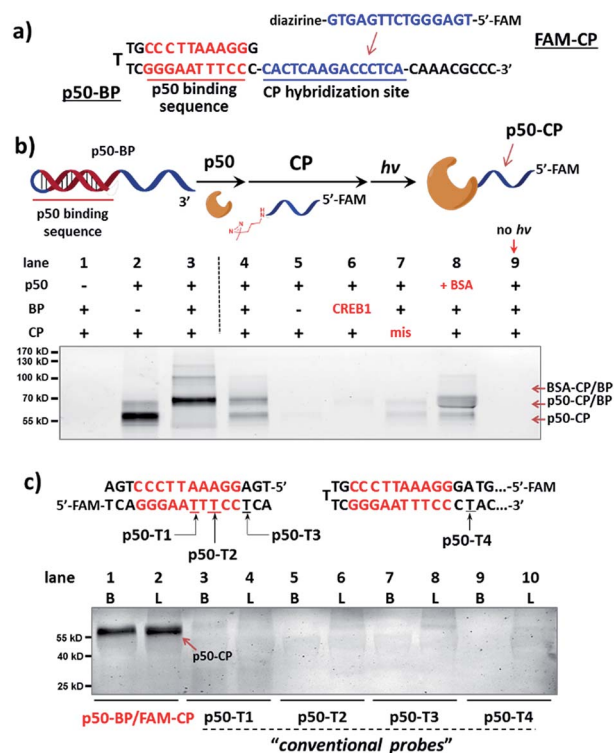 a)
diazirine-GTGAGTTCTGGGAGT-5'-FAM
FAM-CP
TGCCCTTAAAGGG
T
TCGGGAATTTCCC-CACTCAAGACCCTCA-CAAACGCCC-3'
p50-BP
p50 binding sequence
CP hybridization site
b)
p50-BP
3'
p50 binding sequence
p50
CP
hv
5'-FAM
H
N
N=N
p50-CP
5'-FAM
no hv
lane 1 2 3 4 5 6 7 8 9
p50 - + + + + + + + BSA +
BP + - + + - CREB1 + + +
CP + + + + + + mis + +
170 kD
130 kD
100 kD
70 kD
55 kD
BSA-CP/BP
p50-CP/BP
p50-CP
c)
AGTCCCTTAAAGGAGT-5'
5'-FAM-TCAGGGAATTTCCTCA
p50-T1
p50-T2
p50-T3
TGCCCTTAAAGGGATG...-5'-FAM
T
TCGGGAATTTCCCTAC...-3'
p50-T4
lane 1 2 3 4 5 6 7 8 9 10
B L B L B L B L B L
55 kD
40 kD
25 kD
p50-CP
p50-BP/FAM-CP p50-T1 p50-T2 p50-T3 p50-T4
"conventional probes"